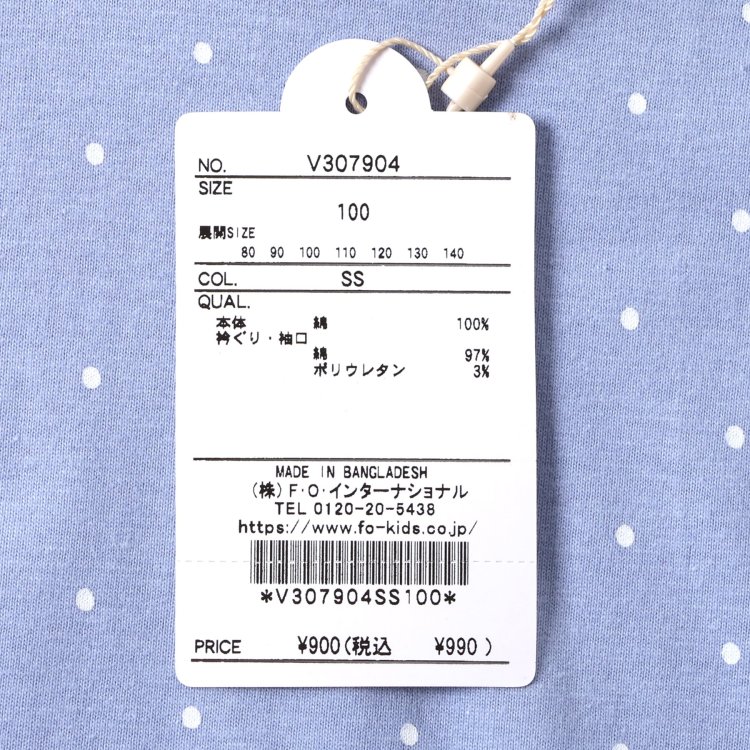 NO. V307904
SIZE
100
展開SIZE
80 90 100 110 120 130 140
COL. SS
QUAL.
本体 綿 100%
衿ぐり・袖口
綿 97%
ポリウレタン 3%
MADE IN BANGLADESH
(株)F・O・インターナショナル
TEL 0120-20-5438
https://www.fo-kids.co.jp/
*V307904SS100*
PRICE ¥900(税込 ¥990)